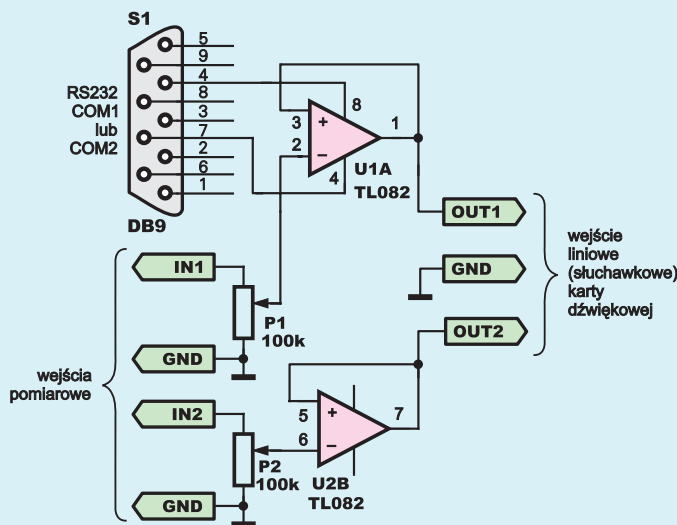 S1
5
9
4
8
3
7
2
6
1
RS232
COM1
lub
COM2
DB9
3
+
2
−
8
1
4
U1A
TL082
OUT1
GND
OUT2
wejście
liniowe
(słuchawkowe)
karty
dźwiękowej
IN1
P1
100k
GND
wejścia
pomiarowe
IN2
P2
100k
GND
5
+
6
−
7
U2B
TL082